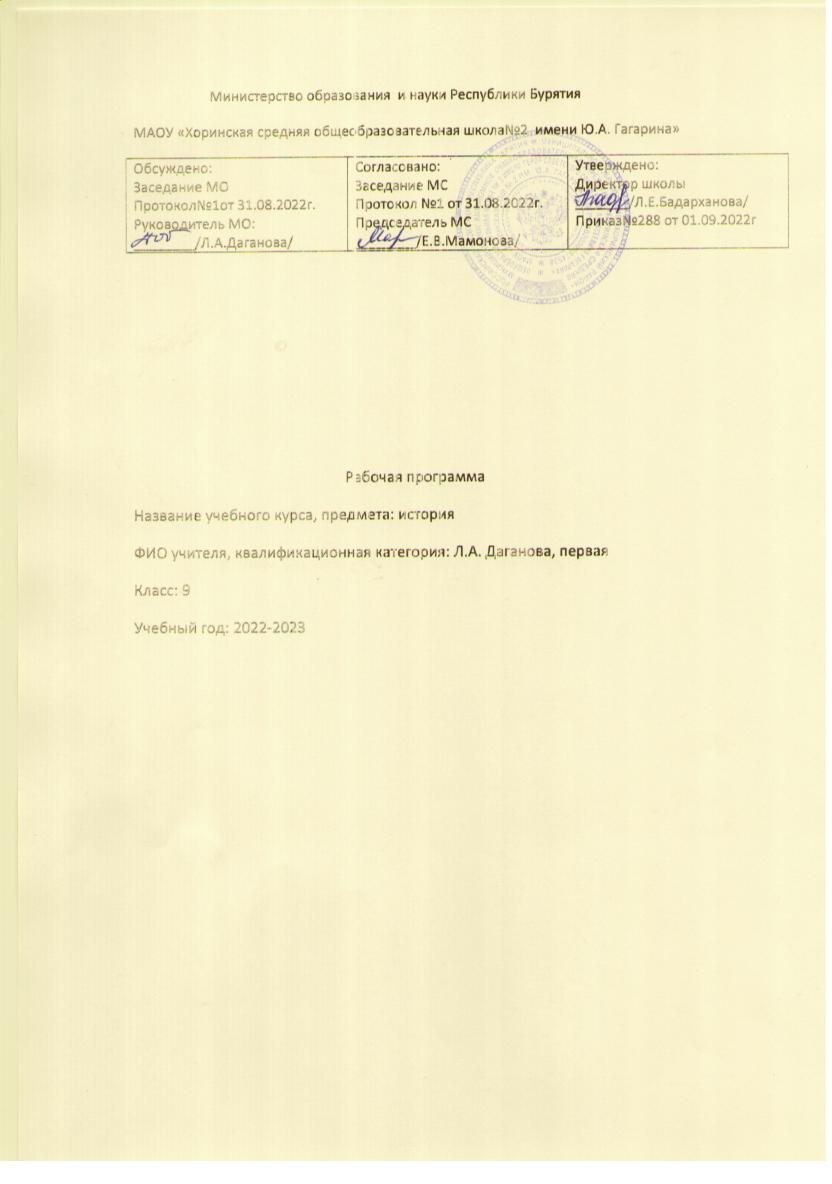 Министерство образования и науки Республики Бурятия
МАОУ «Хоринская средняя общеобразовательная школа№2 имени Ю.А. Гагарина»
Обсуждено:
Заседание МО
Протокол№1от 31.08.2022г.
Руководитель МО:
/Л.А.Даганова/
Согласовано:
Заседание МС
Протокол №1 от 31.08.2022г.
Председатель МС
/Е.В.Мамонова/
Утверждено:
Директор школы
/Л.Е.Бадарханова/
Приказ№288 от 01.09.2022г
Рабочая программа
Название учебного курса, предмета: история
ФИО учителя, квалификационная категория: Л.А. Даганова, первая
Класс: 9
Учебный год: 2022-2023